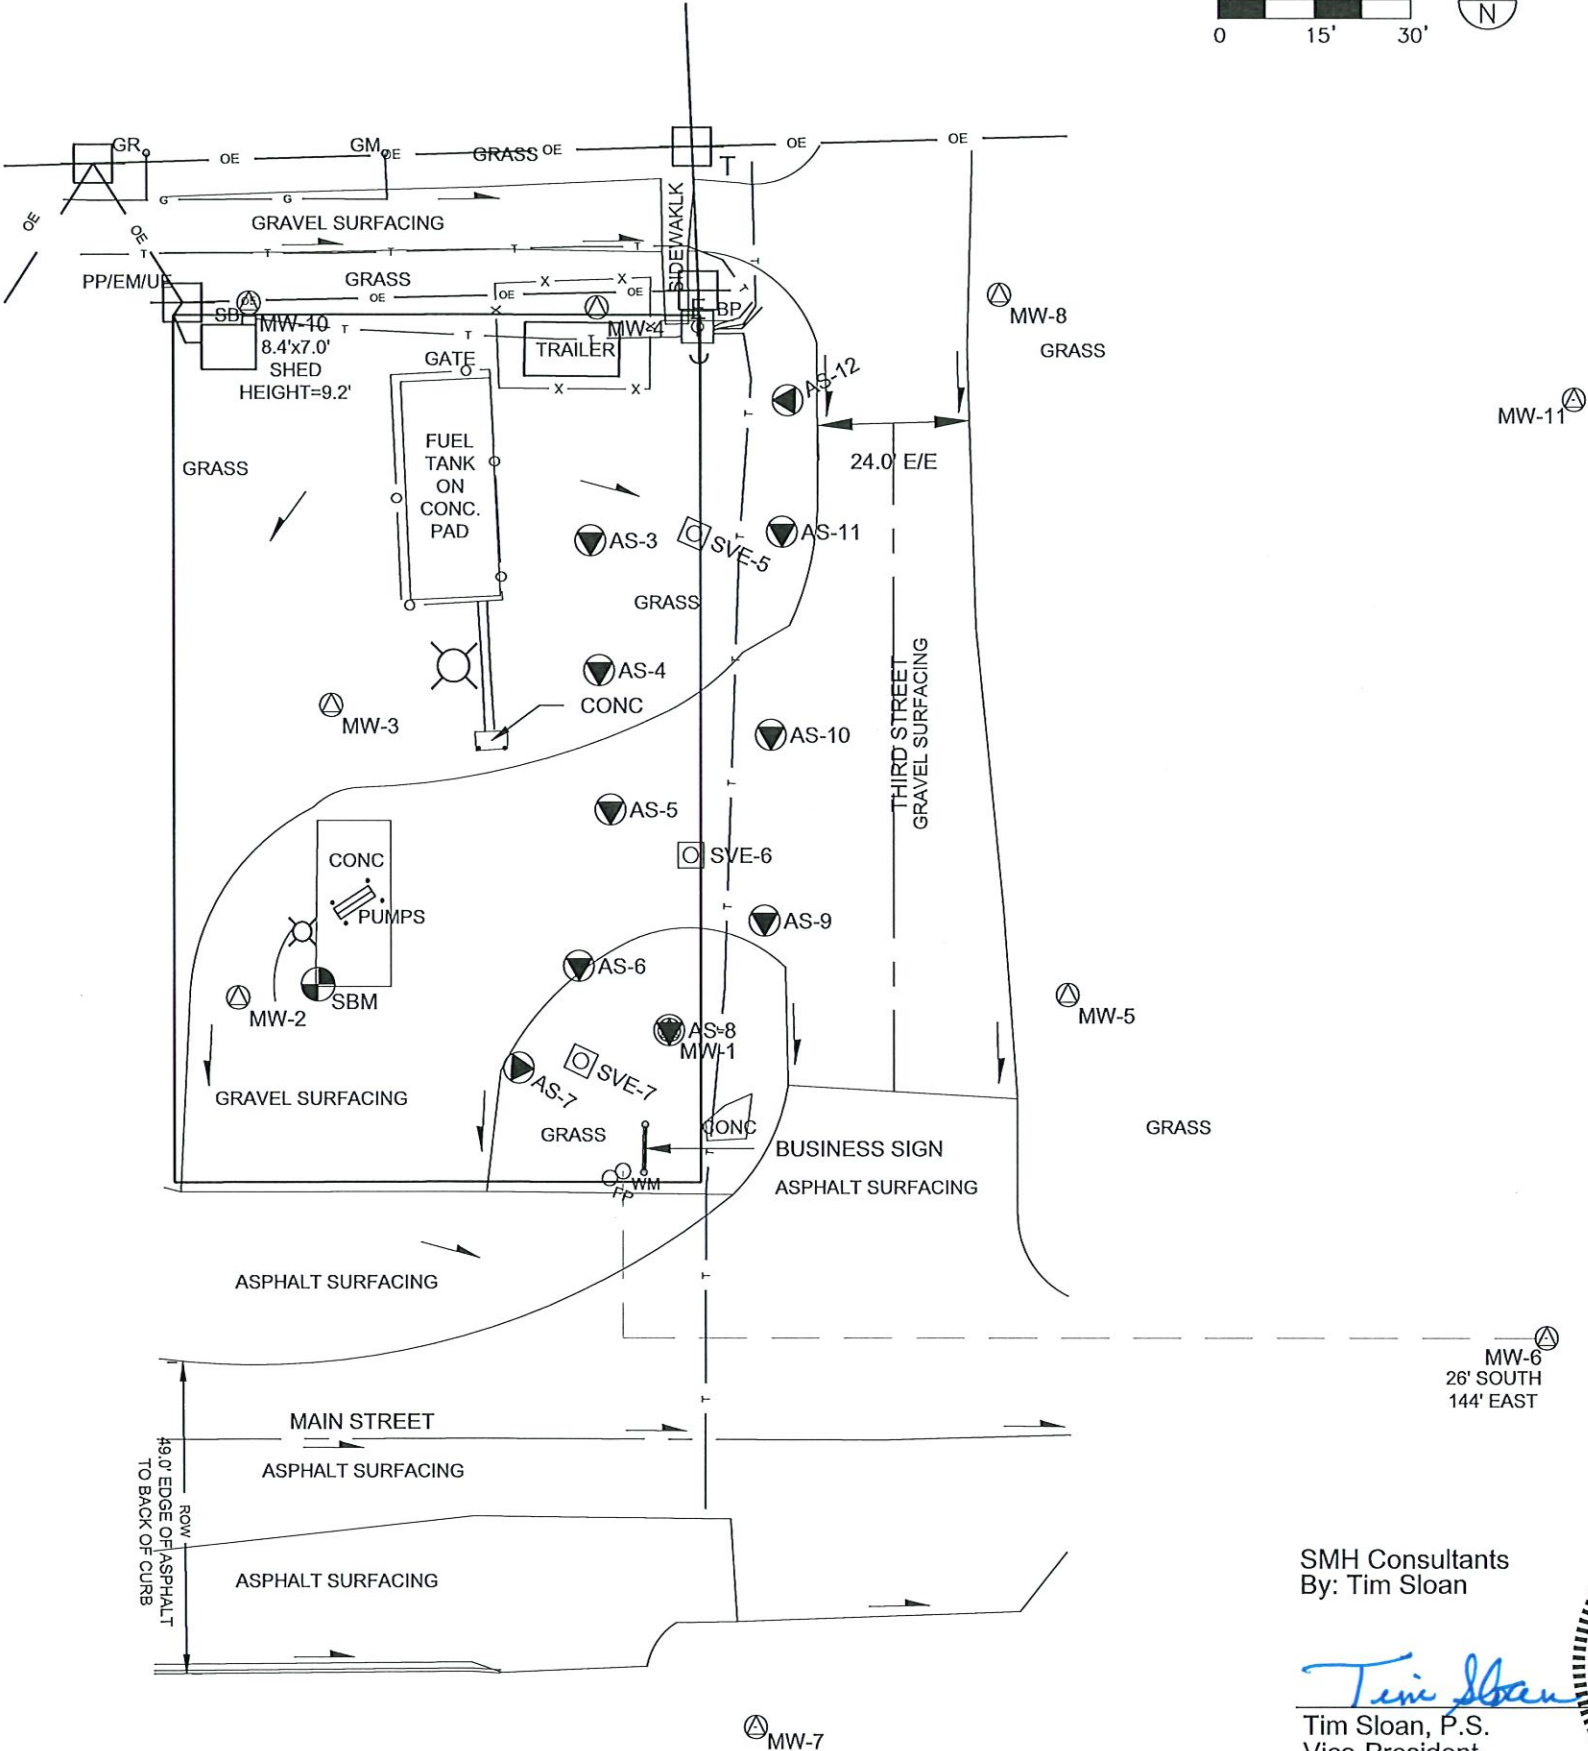 N
0 15' 30'
GR
GM
OE
OE
GRASS
OE
OE
OE
T
OE
OE
G
G
GRAVEL SURFACING
SIDEWAKLK
T
T
T
T
T
T
T
PP/EM/UE
GRASS
X
X
OE
OE
OE
OE
X
E
BP
SB
MW-10
8.4'x7.0'
SHED
HEIGHT=9.2'
T
T
T
MW-4
X
TRAILER
X
X
GATE
MW-8
GRASS
AS-12
MW-11
24.0' E/E
GRASS
FUEL
TANK
ON
CONC.
PAD
T
AS-3
SVE-5
AS-11
T
GRASS
AS-4
T
CONC
MW-3
AS-10
THIRD STREET
GRAVEL SURFACING
T
AS-5
CONC
SVE-6
PUMPS
T
AS-9
AS-6
SBM
MW-2
AS-8
MW-1
MW-5
AS-7
SVE-7
GRAVEL SURFACING
GRASS
CONC
GRASS
T
BUSINESS SIGN
WM
FP
ASPHALT SURFACING
T
ASPHALT SURFACING
MW-6
26' SOUTH
144' EAST
T
MAIN STREET
ASPHALT SURFACING
49.0' EDGE OF ASPHALT
TO BACK OF CURB
ROW
ASPHALT SURFACING
SMH Consultants
By: Tim Sloan
Tim Sloan
Tim Sloan, P.S.
Vice President
MW-7